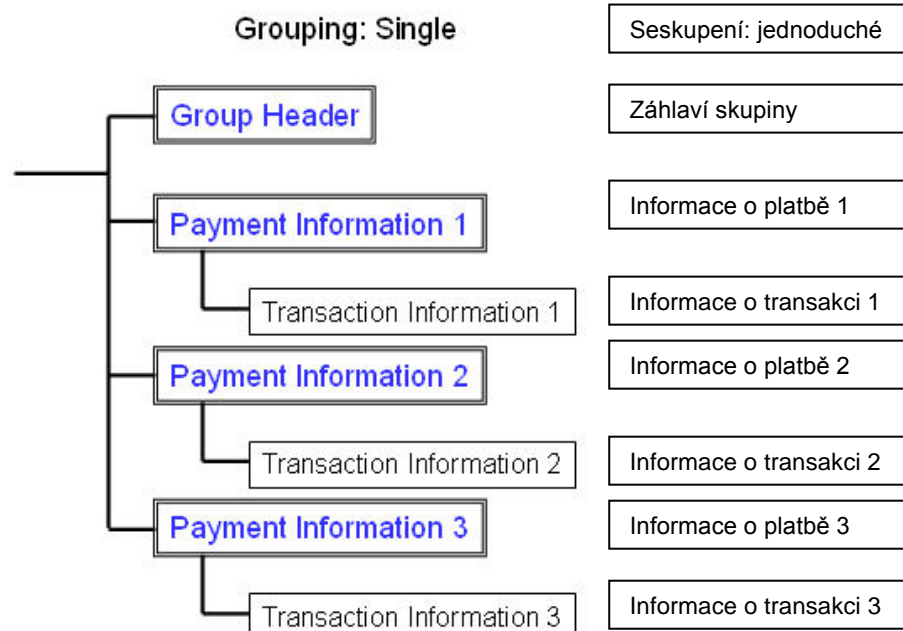 Grouping: Single
Seskupení: jednoduché
Group Header
Záhlaví skupiny
Payment Information 1
Informace o platbě 1
Transaction Information 1
Informace o transakci 1
Payment Information 2
Informace o platbě 2
Transaction Information 2
Informace o transakci 2
Payment Information 3
Informace o platbě 3
Transaction Information 3
Informace o transakci 3